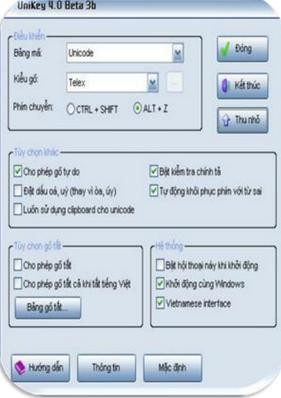 UniKey 4.0 Beta 3b
Điều khiển
Bảng mã: Unicode
Đóng
Kiểu gõ: Telex
...
Kết thúc
Phím chuyển: CTRL + SHIFT ALT + Z
Thu nhỏ
Tùy chọn khác
Cho phép gõ tự do
Bật kiểm tra chính tả
Đặt dấu oà, uý (thay vì òa, úy)
Tự động khôi phục phím với từ sai
Luôn sử dụng clipboard cho unicode
Tùy chọn gõ tắt
Hệ thống
Cho phép gõ tắt
Bật hội thoại này khi khởi động
Cho phép gõ tắt cả khi tắt tiếng Việt
Khởi động cùng Windows
Bảng gõ tắt...
Vietnamese interface
Hướng dẫn
Thông tin
Mặc định